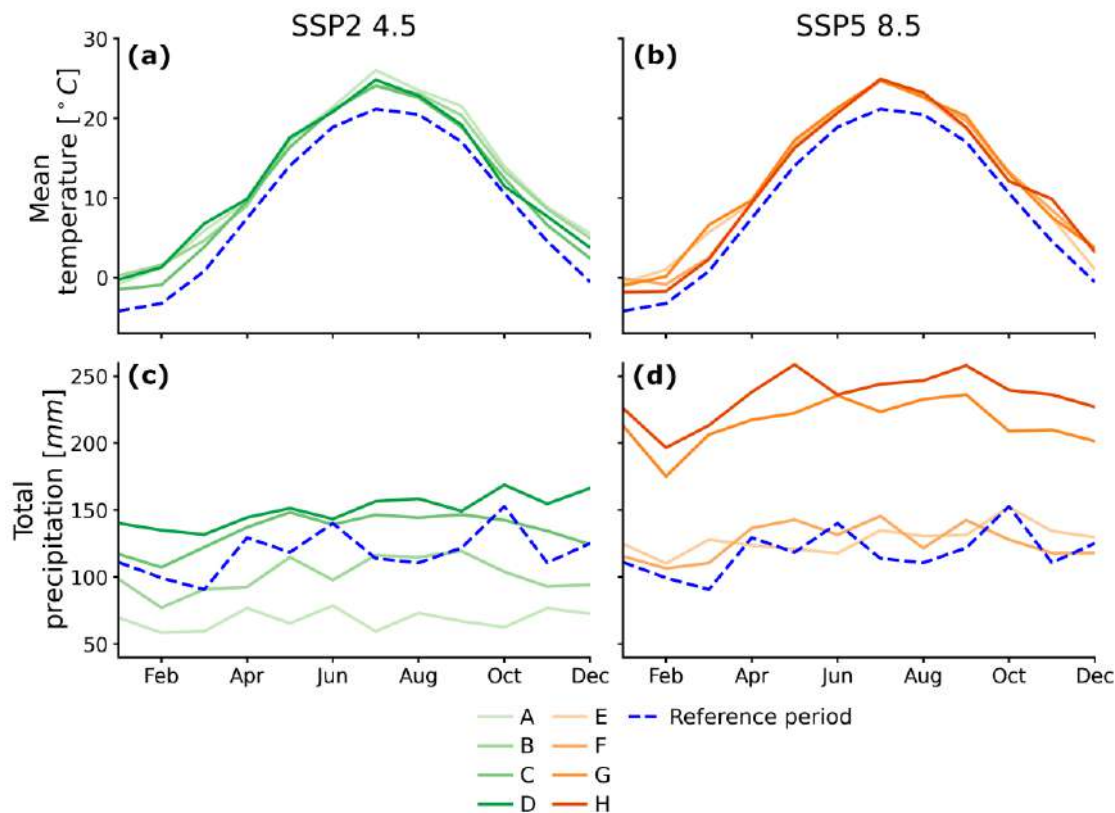 SSP2 4.5
SSP5 8.5
(a)
(b)
30
20
10
0
Mean
temperature [°C]
(c)
(d)
250
200
150
100
50
Total
precipitation [mm]
Feb Apr Jun Aug Oct Dec
Feb Apr Jun Aug Oct Dec
A E Reference period
B F
C G
D H